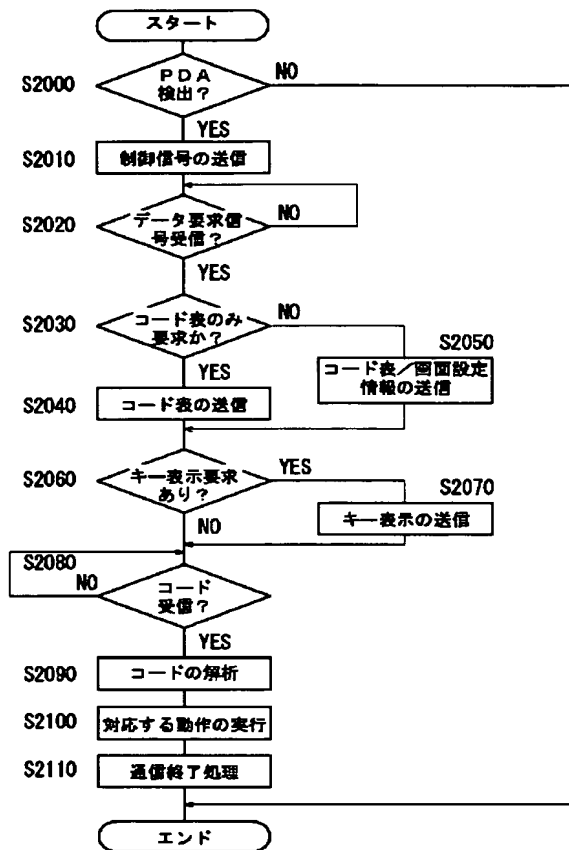 スタート
S2000
PDA
検出?
NO
YES
S2010
制御信号の送信
S2020
データ要求信
号受信?
NO
YES
S2030
コード表のみ
要求か?
NO
YES
S2050
コード表/画面設定
情報の送信
S2040
コード表の送信
S2060
キー表示要求
あり?
YES
NO
S2070
キー表示の送信
S2080
NO
コード
受信?
YES
S2090
コードの解析
S2100
対応する動作の実行
S2110
通信終了処理
エンド